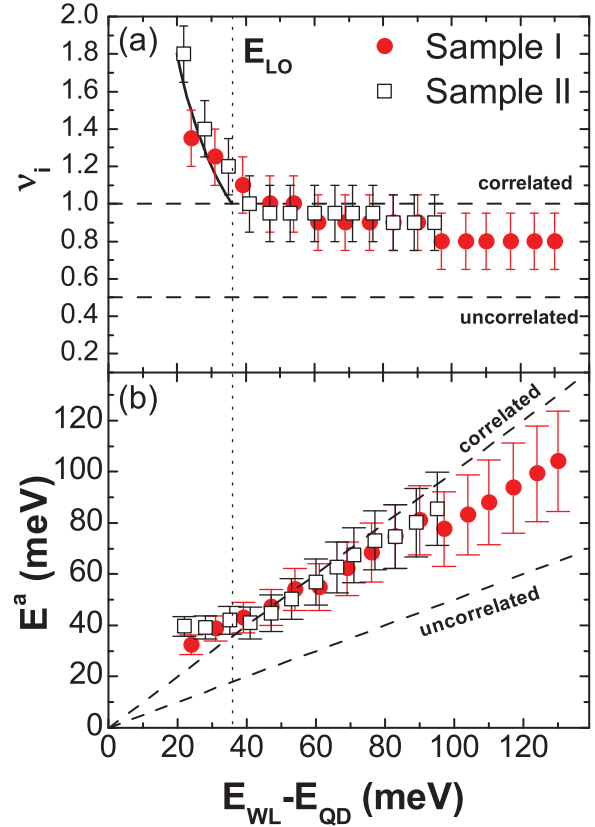 2.0
(a)
E_LO
Sample I
1.8
Sample II
1.6
1.4
1.2
ν_i
correlated
1.0
0.8
0.6
uncorrelated
0.4
0.2
(b)
120
correlated
100
80
60
uncorrelated
40
20
0
E^a (meV)
0 20 40 60 80 100 120
E_WL-E_QD (meV)